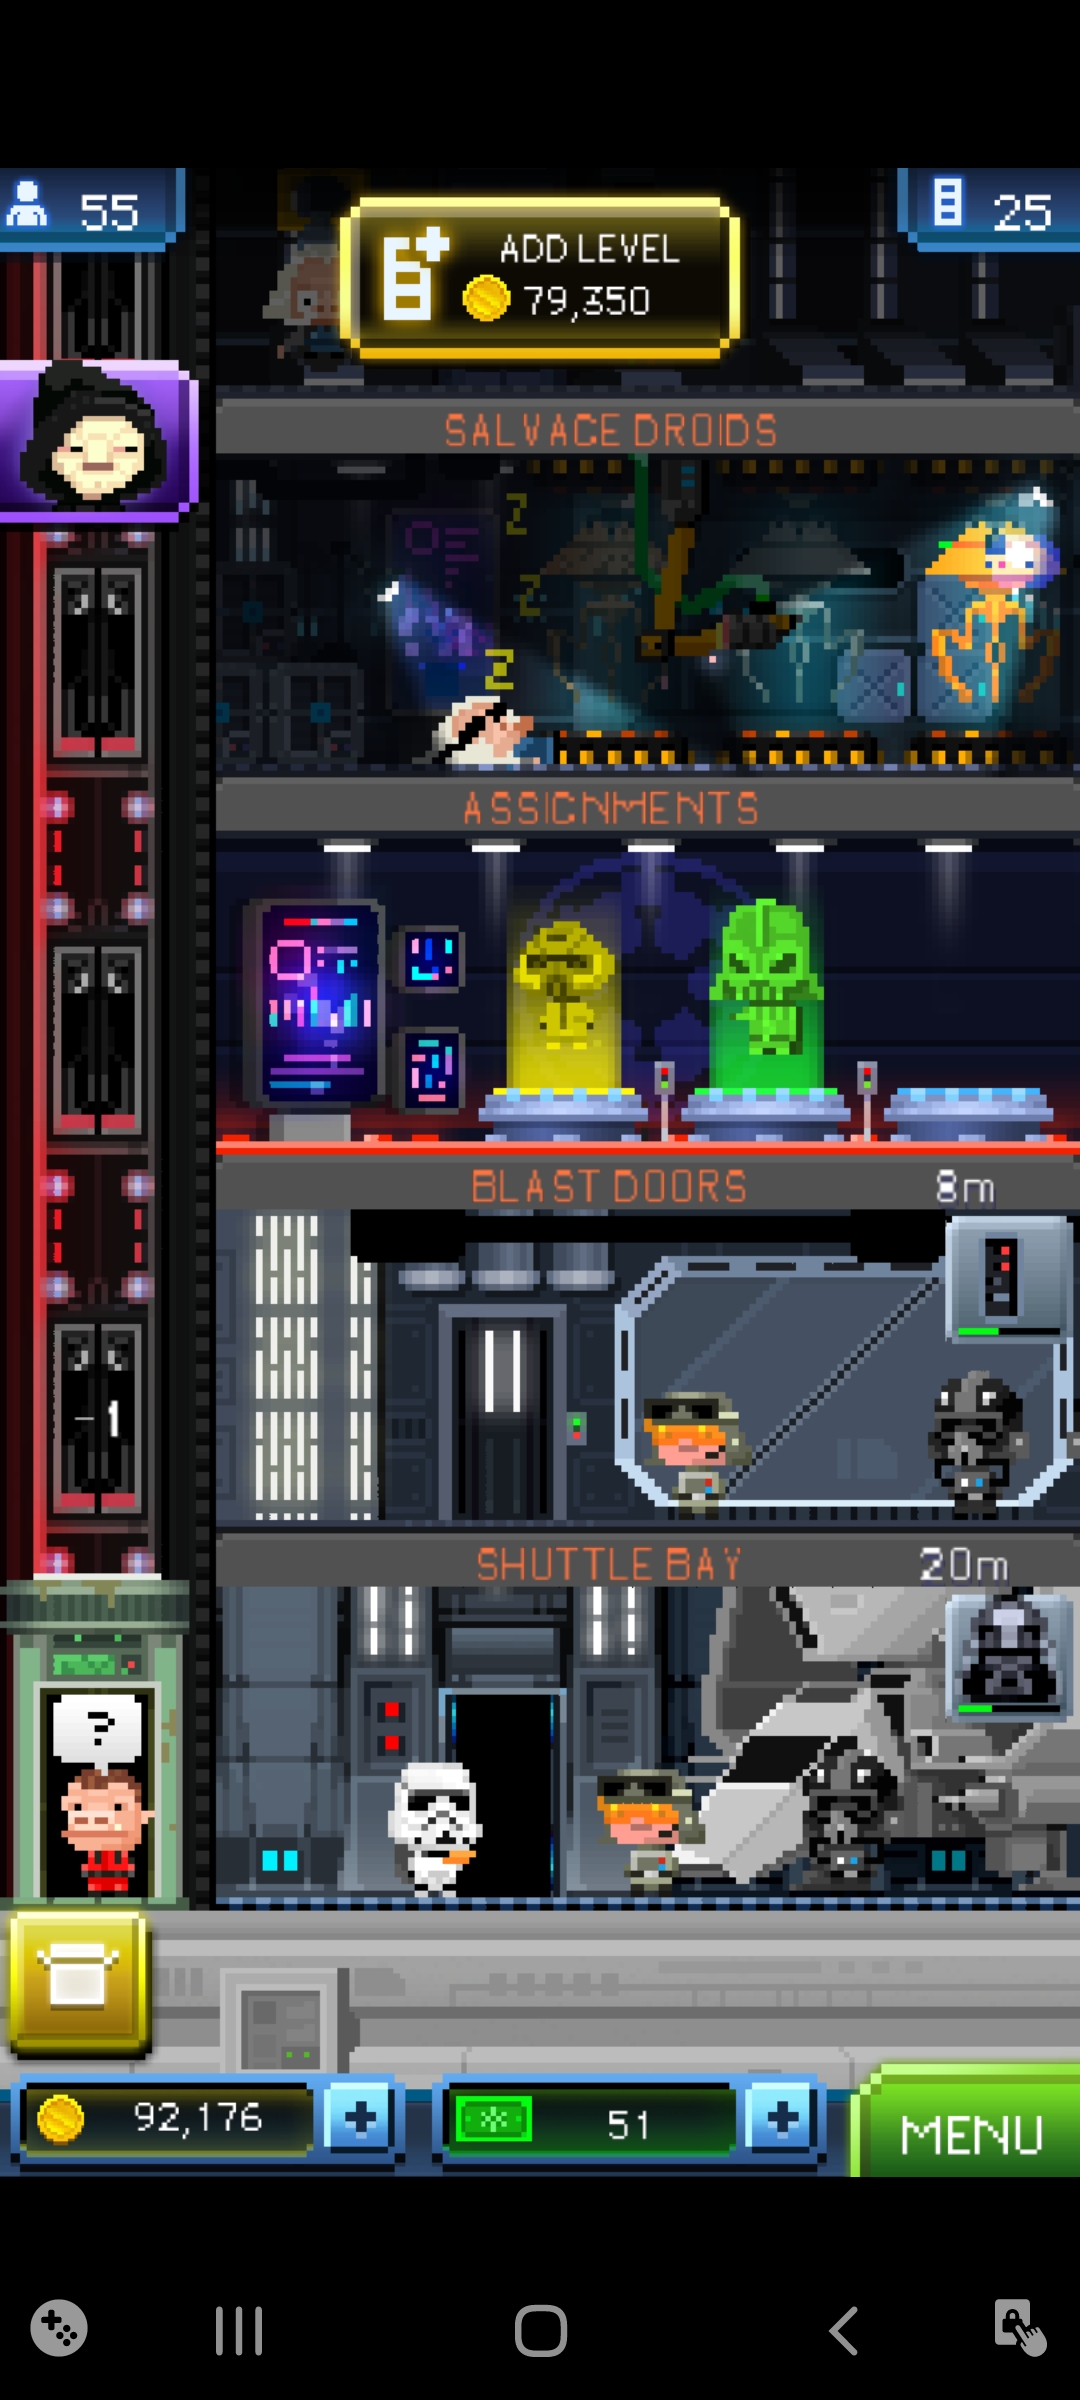 55
ADD LEVEL
79,350
25
SALVAGE DROIDS
Z
Z
Z
ASSIGNMENTS
BLAST DOORS 8m
-1
SHUTTLE BAY 20m
?
92,176 +
51 +
MENU